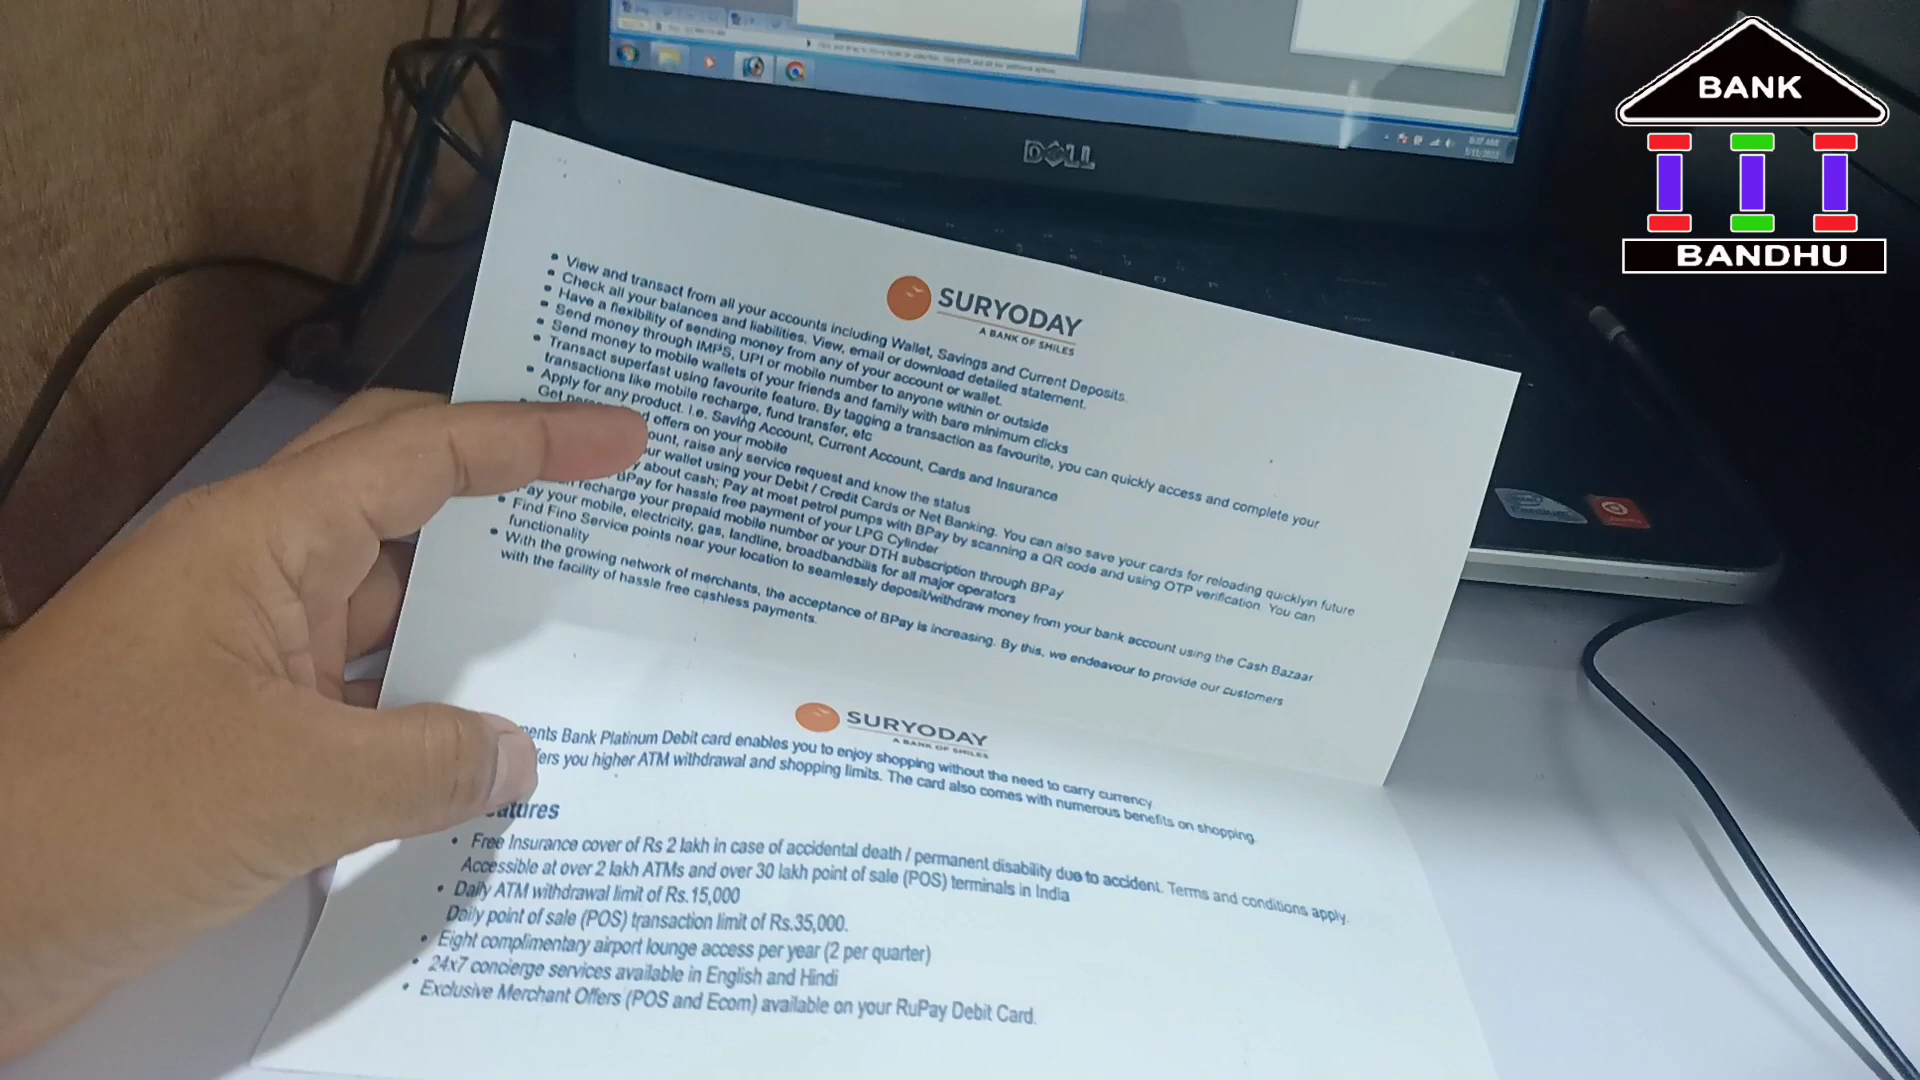 BANK
BANDHU
DELL
SURYODAY
A BANK OF SMILES
View and transact from all your accounts including Wallet, Savings and Current Deposits.
Check all your balances and liabilities. View, email or download detailed statement.
Have a flexibility of sending money from any of your account or wallet.
Send money through IMPS, UPI or mobile number to anyone within or outside
Send money to mobile wallets of your friends and family with bare minimum clicks
Transact superfast using favourite feature. By tagging a transaction as favourite, you can quickly access and complete your
transactions like mobile recharge, fund transfer, etc
Apply for any product. I.e. Saving Account, Current Account, Cards and Insurance
Get offers on your mobile
raise any service request and know the status
wallet using your Debit / Credit Cards or Net Banking. You can also save your cards for reloading quicklyin future
about cash; Pay at most petrol pumps with BPay by scanning a QR code and using OTP verification You can
BPay for hassle free payment of your LPG Cylinder
recharge your prepaid mobile number or your DTH subscription through BPay
Pay your mobile, electricity, gas, landline, broadbandbills for all major operators
Find Fino Service points near your location to seamlessly deposit/withdraw money from your bank account using the Cash Bazaar
functionality
With the growing network of merchants, the acceptance of BPay is increasing. By this, we endeavour to provide our customers
with the facility of hassle free cashless payments.
SURYODAY
A BANK OF SMILES
Bank Platinum Debit card enables you to enjoy shopping without the need to carry currency
you higher ATM withdrawal and shopping limits. The card also comes with numerous benefits on shopping.
Features
Free Insurance cover of Rs 2 lakh in case of accidental death / permanent disability due to accident. Terms and conditions apply.
Accessible at over 2 lakh ATMs and over 30 lakh point of sale (POS) terminals in India
Daily ATM withdrawal limit of Rs.15,000
Daily point of sale (POS) transaction limit of Rs.35,000.
Eight complimentary airport lounge access per year (2 per quarter)
24x7 concierge services available in English and Hindi
Exclusive Merchant Offers (POS and Ecom) available on your RuPay Debit Card.